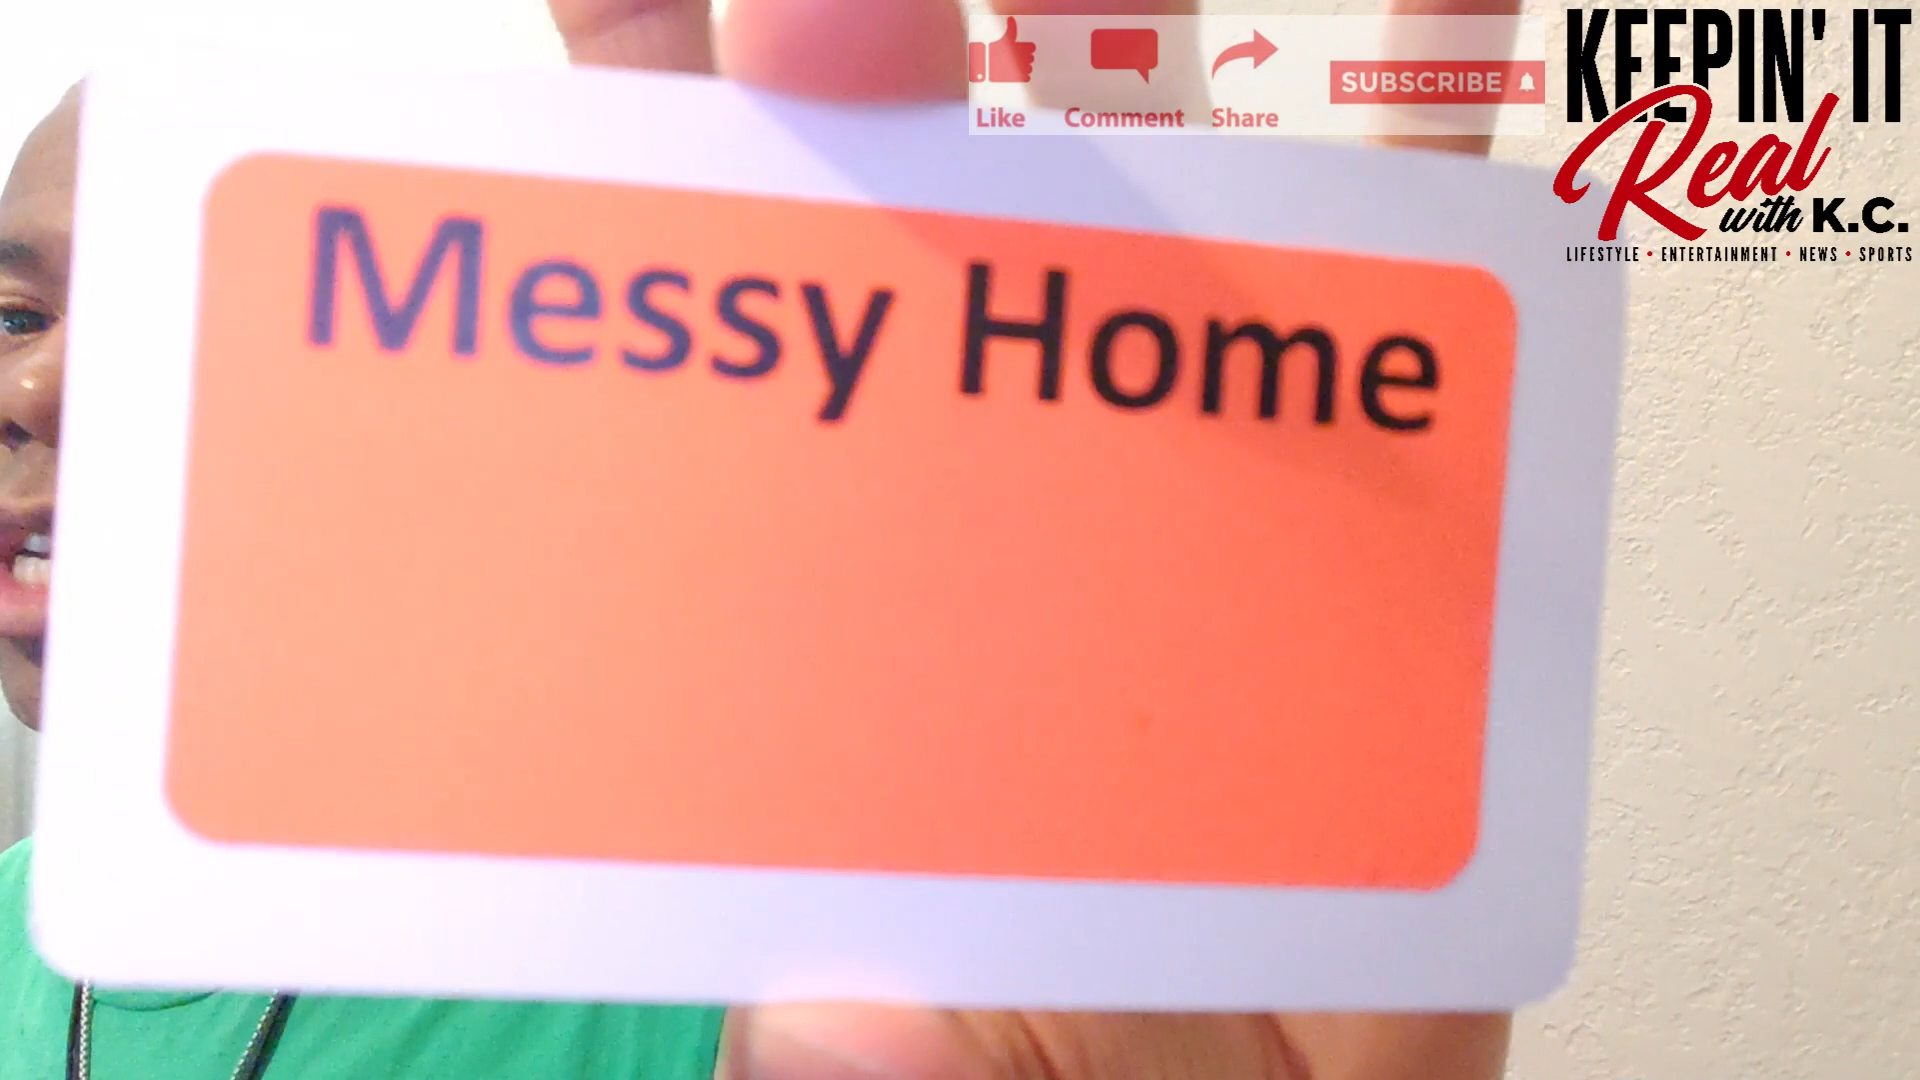 Messy Home
Like Comment Share
SUBSCRIBE
KEEPIN' IT
Real
with K.C.
LIFESTYLE • ENTERTAINMENT • NEWS • SPORTS